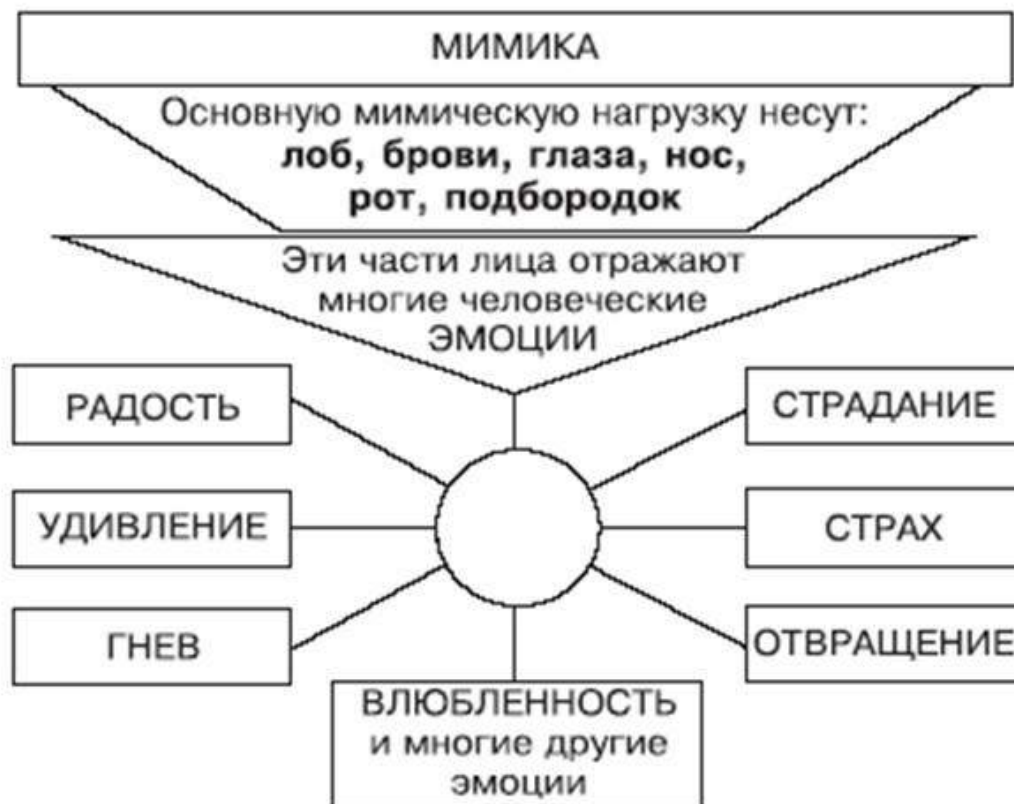 МИМИКА
Основную мимическую нагрузку несут:
лоб, брови, глаза, нос,
рот, подбородок
Эти части лица отражают
многие человеческие
ЭМОЦИИ
РАДОСТЬ
СТРАДАНИЕ
УДИВЛЕНИЕ
СТРАХ
ГНЕВ
ОТВРАЩЕНИЕ
ВЛЮБЛЕННОСТЬ
и многие другие
эмоции